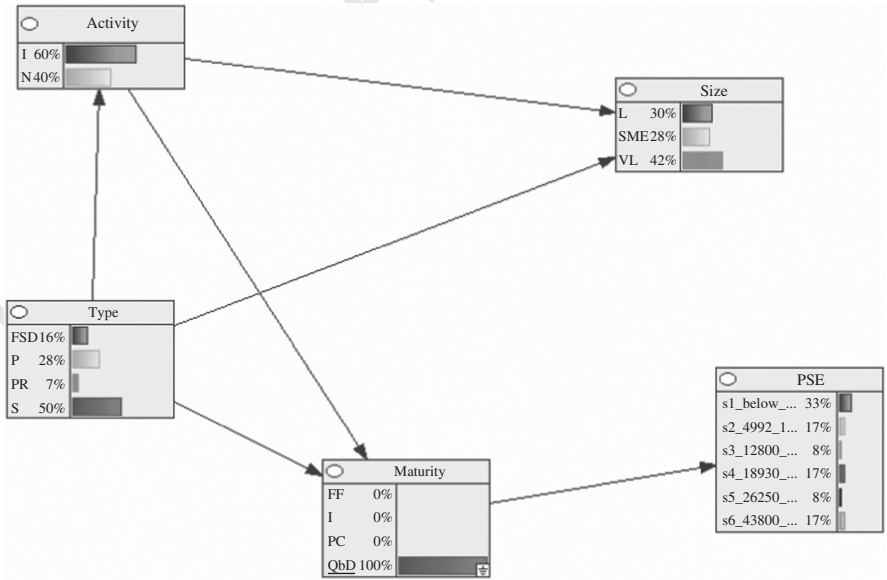 Activity
I 60%
N 40%
Size
L 30%
SME 28%
VL 42%
Type
FSD 16%
P 28%
PR 7%
S 50%
PSE
s1_below_... 33%
s2_4992_1... 17%
s3_12800_... 8%
s4_18930_... 17%
s5_26250_... 8%
s6_43800_... 17%
Maturity
FF 0%
I 0%
PC 0%
QbD 100%